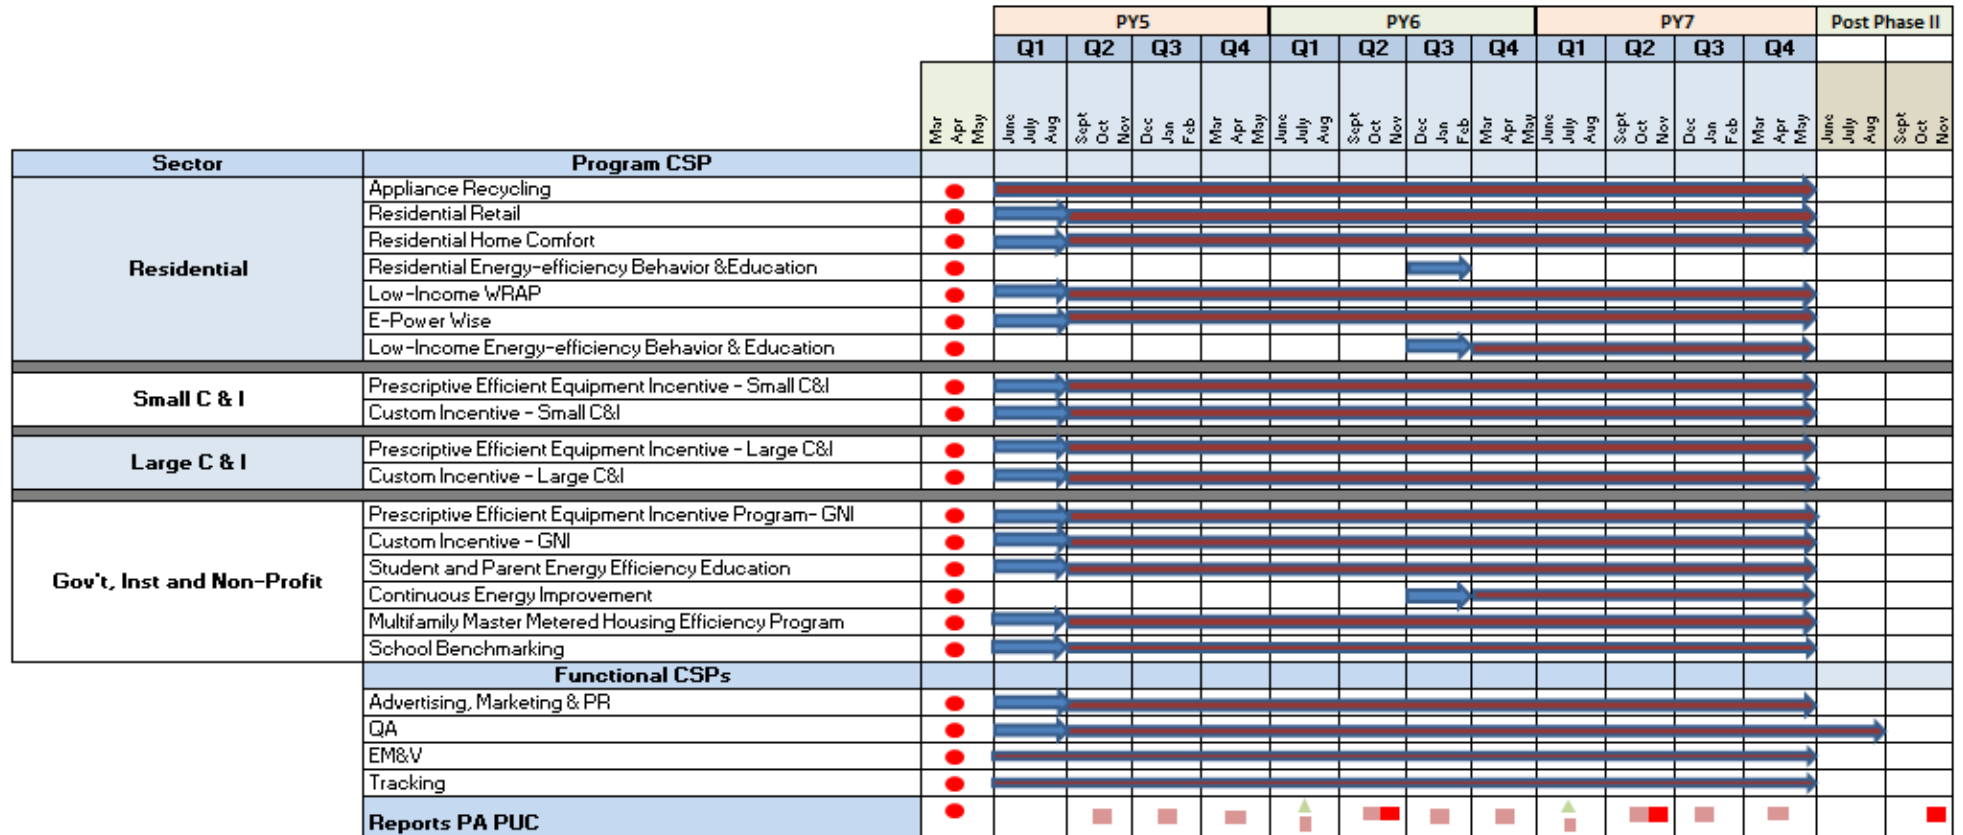 PY5 PY6 PY7 Post Phase II
Q1 Q2 Q3 Q4 Q1 Q2 Q3 Q4 Q1 Q2 Q3 Q4
Mar Apr May June July Aug Sept Oct Nov Dec Jan Feb Mar Apr May June July Aug Sept Oct Nov Dec Jan Feb Mar Apr May June July Aug Sept Oct Nov Dec Jan Feb Mar Apr May June July Aug Sept Oct Nov
Sector Program CSP
Residential
Appliance Recycling
Residential Retail
Residential Home Comfort
Residential Energy-efficiency Behavior &Education
Low-Income WRAP
E-Power Wise
Low-Income Energy-efficiency Behavior & Education
Small C & I
Prescriptive Efficient Equipment Incentive - Small C&I
Custom Incentive - Small C&I
Large C & I
Prescriptive Efficient Equipment Incentive - Large C&I
Custom Incentive - Large C&I
Gov't, Inst and Non-Profit
Prescriptive Efficient Equipment Incentive Program- GNI
Custom Incentive - GNI
Student and Parent Energy Efficiency Education
Continuous Energy Improvement
Multifamily Master Metered Housing Efficiency Program
School Benchmarking
Functional CSPs
Advertising, Marketing & PR
QA
EM&V
Tracking
Reports PA PUC